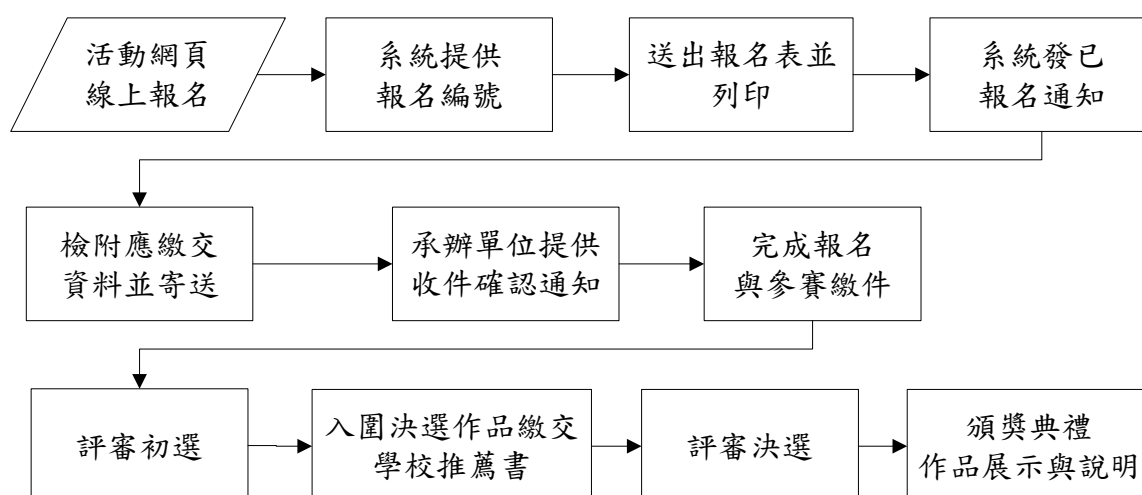 活動網頁
線上報名
系統提供
報名編號
送出報名表並
列印
系統發已
報名通知
檢附應繳交
資料並寄送
承辦單位提供
收件確認通知
完成報名
與參賽繳件
評審初選
入圍決選作品繳交
學校推薦書
評審決選
頒獎典禮
作品展示與說明